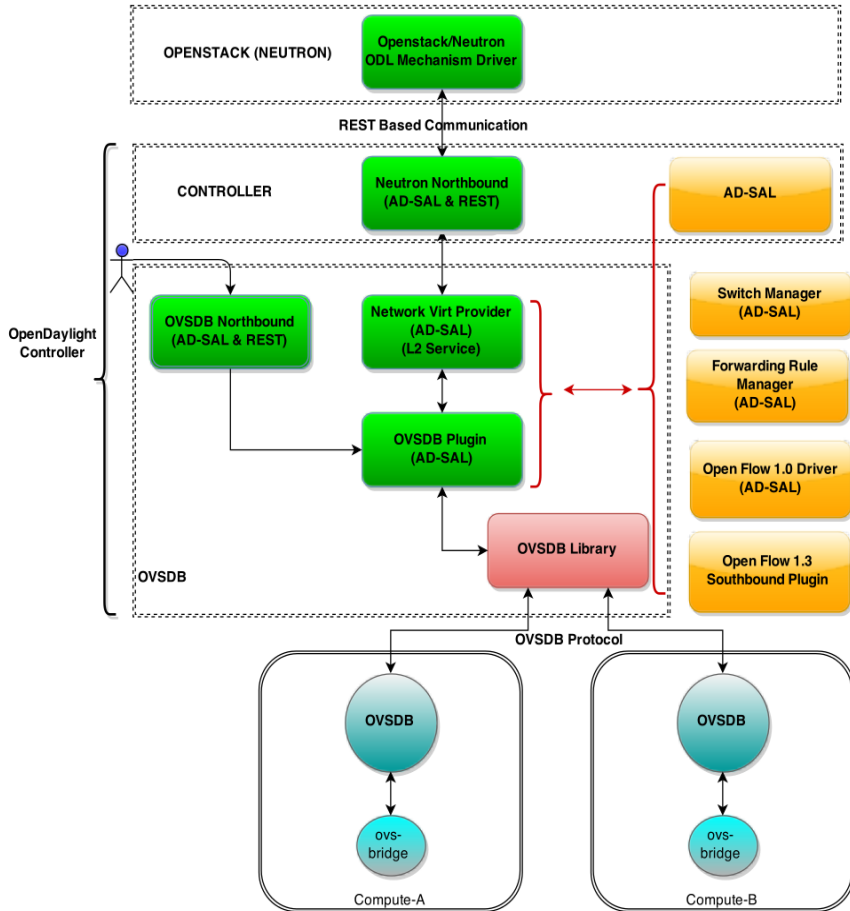 OPENSTACK (NEUTRON)
Openstack/Neutron
ODL Mechanism Driver
REST Based Communication
CONTROLLER
Neutron Northbound
(AD-SAL & REST)
AD-SAL
OpenDaylight
Controller
OVSDB Northbound
(AD-SAL & REST)
Network Virt Provider
(AD-SAL)
(L2 Service)
Switch Manager
(AD-SAL)
Forwarding Rule
Manager
(AD-SAL)
OVSDB Plugin
(AD-SAL)
Open Flow 1.0 Driver
(AD-SAL)
OVSDB Library
Open Flow 1.3
Southbound Plugin
OVSDB
OVSDB Protocol
OVSDB
ovs-
bridge
Compute-A
OVSDB
ovs-
bridge
Compute-B